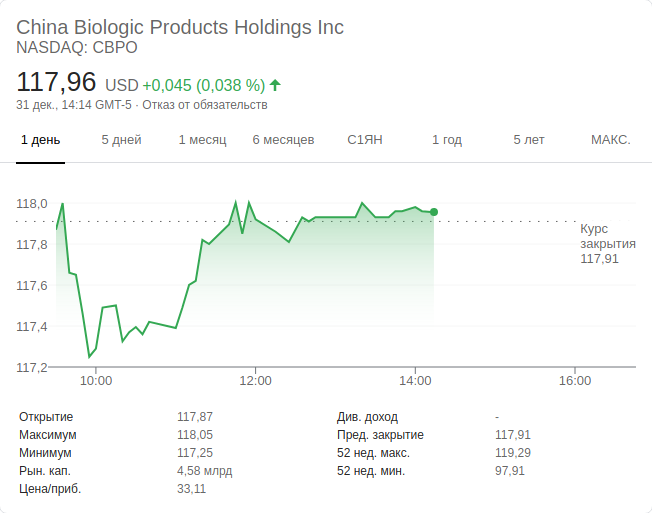 China Biologic Products Holdings Inc
NASDAQ: CBPO
117,96 USD +0,045 (0,038 %)
31 дек., 14:14 GMT-5 · Отказ от обязательств
1 день 5 дней 1 месяц 6 месяцев С1ЯН 1 год 5 лет МАКС.
118,0
117,8
117,6
117,4
117,2
Курс
закрытия
117,91
10:00 12:00 14:00 16:00
Открытие 117,87
Максимум 118,05
Минимум 117,25
Рын. кап. 4,58 млрд
Цена/приб. 33,11
Див. доход -
Пред. закрытие 117,91
52 нед. макс. 119,29
52 нед. мин. 97,91